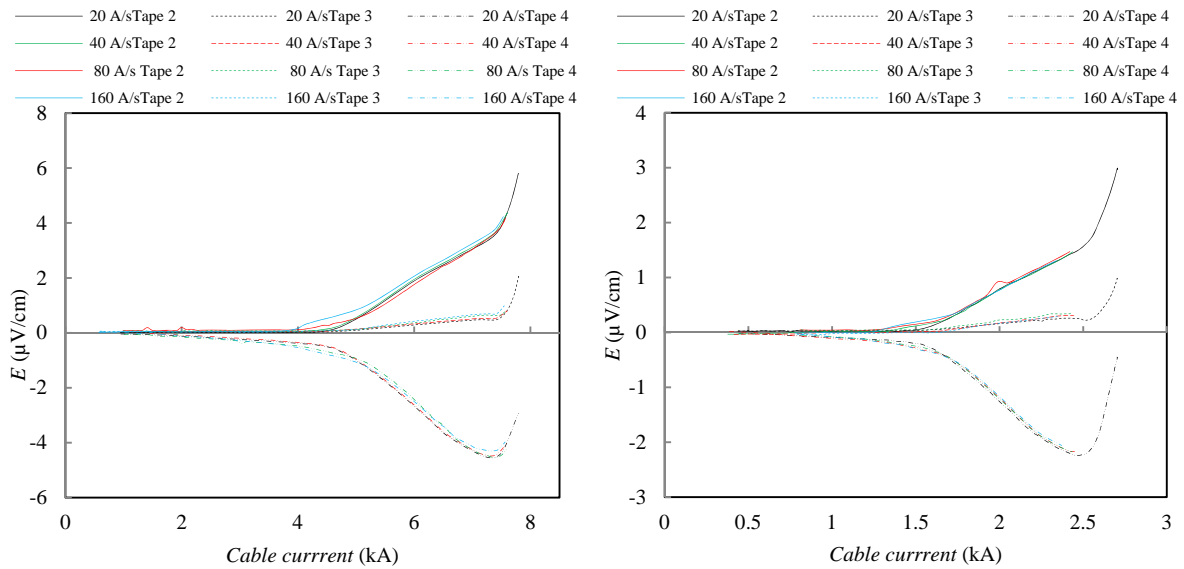 20 A/sTape 2 20 A/sTape 3 20 A/sTape 4
40 A/sTape 2 40 A/sTape 3 40 A/sTape 4
80 A/s Tape 2 80 A/s Tape 3 80 A/s Tape 4
160 A/sTape 2 160 A/sTape 3 160 A/sTape 4
8
6
4
2
0
-2
-4
-6
E (µV/cm)
0 2 4 6 8
Cable currrent (kA)
20 A/sTape 2 20 A/sTape 3 20 A/sTape 4
40 A/sTape 2 40 A/sTape 3 40 A/sTape 4
80 A/sTape 2 80 A/sTape 3 80 A/sTape 4
160 A/sTape 2 160 A/sTape 3 160 A/sTape 4
4
3
2
1
0
-1
-2
-3
E (µV/cm)
0 0.5 1 1.5 2 2.5 3
Cable currrent (kA)